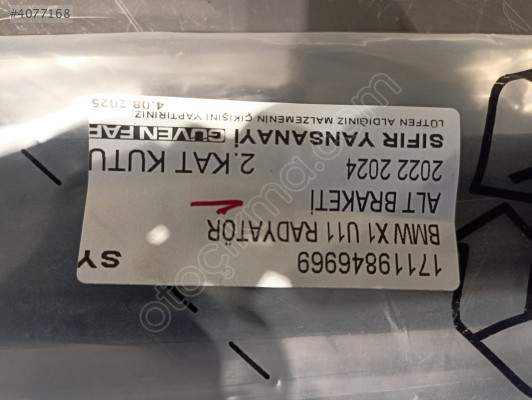 #4077168
17119846969
SY
BMW X1 U11 RADYATÖR
ALT BRAKETİ
2022 2024
2.KAT KUTU
SIFIR YANSANAYİ GÜVEN FAR
LÜTFEN ALDIĞINIZ MALZEMENİN ÇIKIŞINI YAPTIRINIZ
4.08.2025
otoçıkma.com